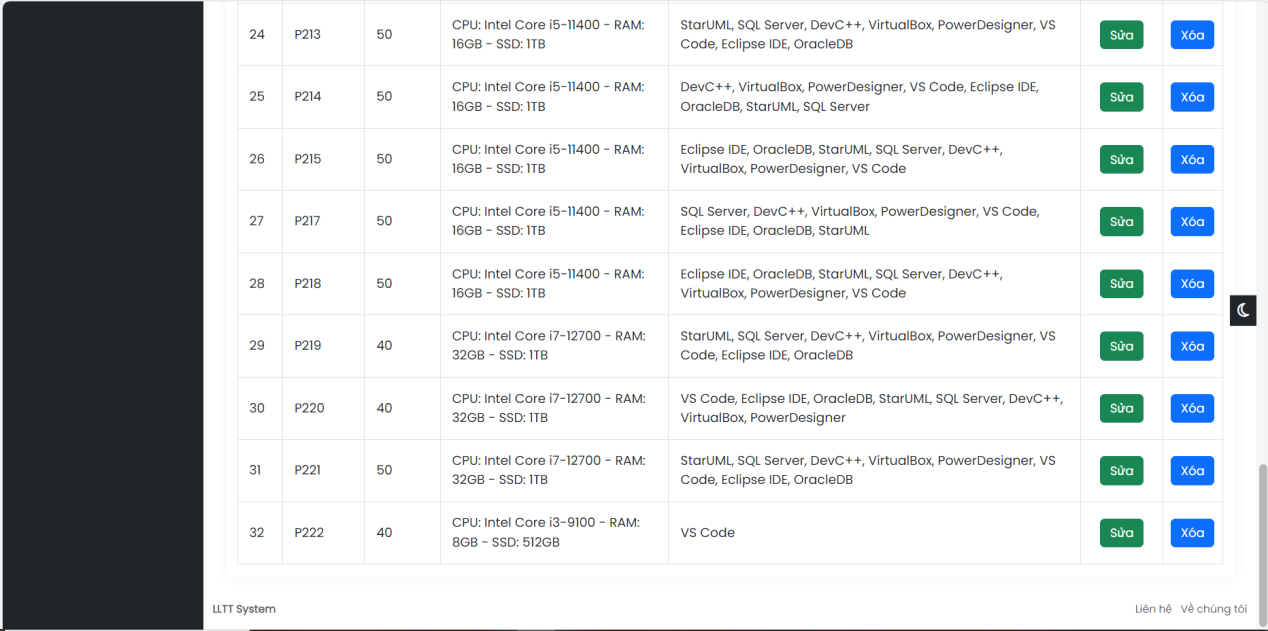 24 P213 50 CPU: Intel Core i5-11400 - RAM: 16GB - SSD: 1TB StarUML, SQL Server, DevC++, VirtualBox, PowerDesigner, VS Code, Eclipse IDE, OracleDB Sửa Xóa
25 P214 50 CPU: Intel Core i5-11400 - RAM: 16GB - SSD: 1TB DevC++, VirtualBox, PowerDesigner, VS Code, Eclipse IDE, OracleDB, StarUML, SQL Server Sửa Xóa
26 P215 50 CPU: Intel Core i5-11400 - RAM: 16GB - SSD: 1TB Eclipse IDE, OracleDB, StarUML, SQL Server, DevC++, VirtualBox, PowerDesigner, VS Code Sửa Xóa
27 P217 50 CPU: Intel Core i5-11400 - RAM: 16GB - SSD: 1TB SQL Server, DevC++, VirtualBox, PowerDesigner, VS Code, Eclipse IDE, OracleDB, StarUML Sửa Xóa
28 P218 50 CPU: Intel Core i5-11400 - RAM: 16GB - SSD: 1TB Eclipse IDE, OracleDB, StarUML, SQL Server, DevC++, VirtualBox, PowerDesigner, VS Code Sửa Xóa
29 P219 40 CPU: Intel Core i7-12700 - RAM: 32GB - SSD: 1TB StarUML, SQL Server, DevC++, VirtualBox, PowerDesigner, VS Code, Eclipse IDE, OracleDB Sửa Xóa
30 P220 40 CPU: Intel Core i7-12700 - RAM: 32GB - SSD: 1TB VS Code, Eclipse IDE, OracleDB, StarUML, SQL Server, DevC++, VirtualBox, PowerDesigner Sửa Xóa
31 P221 50 CPU: Intel Core i7-12700 - RAM: 32GB - SSD: 1TB StarUML, SQL Server, DevC++, VirtualBox, PowerDesigner, VS Code, Eclipse IDE, OracleDB Sửa Xóa
32 P222 40 CPU: Intel Core i3-9100 - RAM: 8GB - SSD: 512GB VS Code Sửa Xóa
LLTT System Liên hệ Về chúng tôi